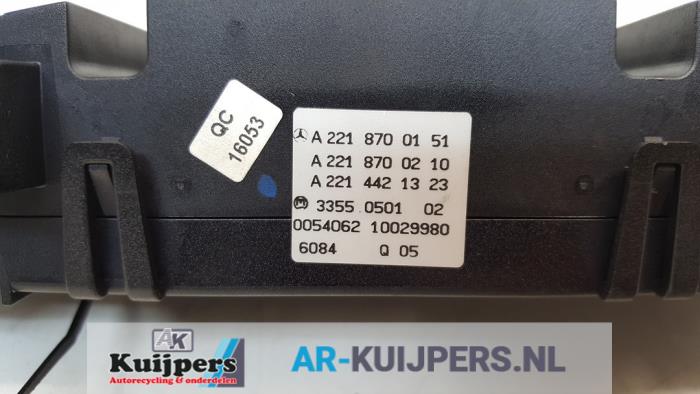 QC
16053
A 221 870 01 51
A 221 870 02 10
A 221 442 13 23
3355 0501 02
0054062 10029980
6084 Q 05
AK
Kuijpers
Autorecycling & onderdelen
AR-KUIJPERS.NL